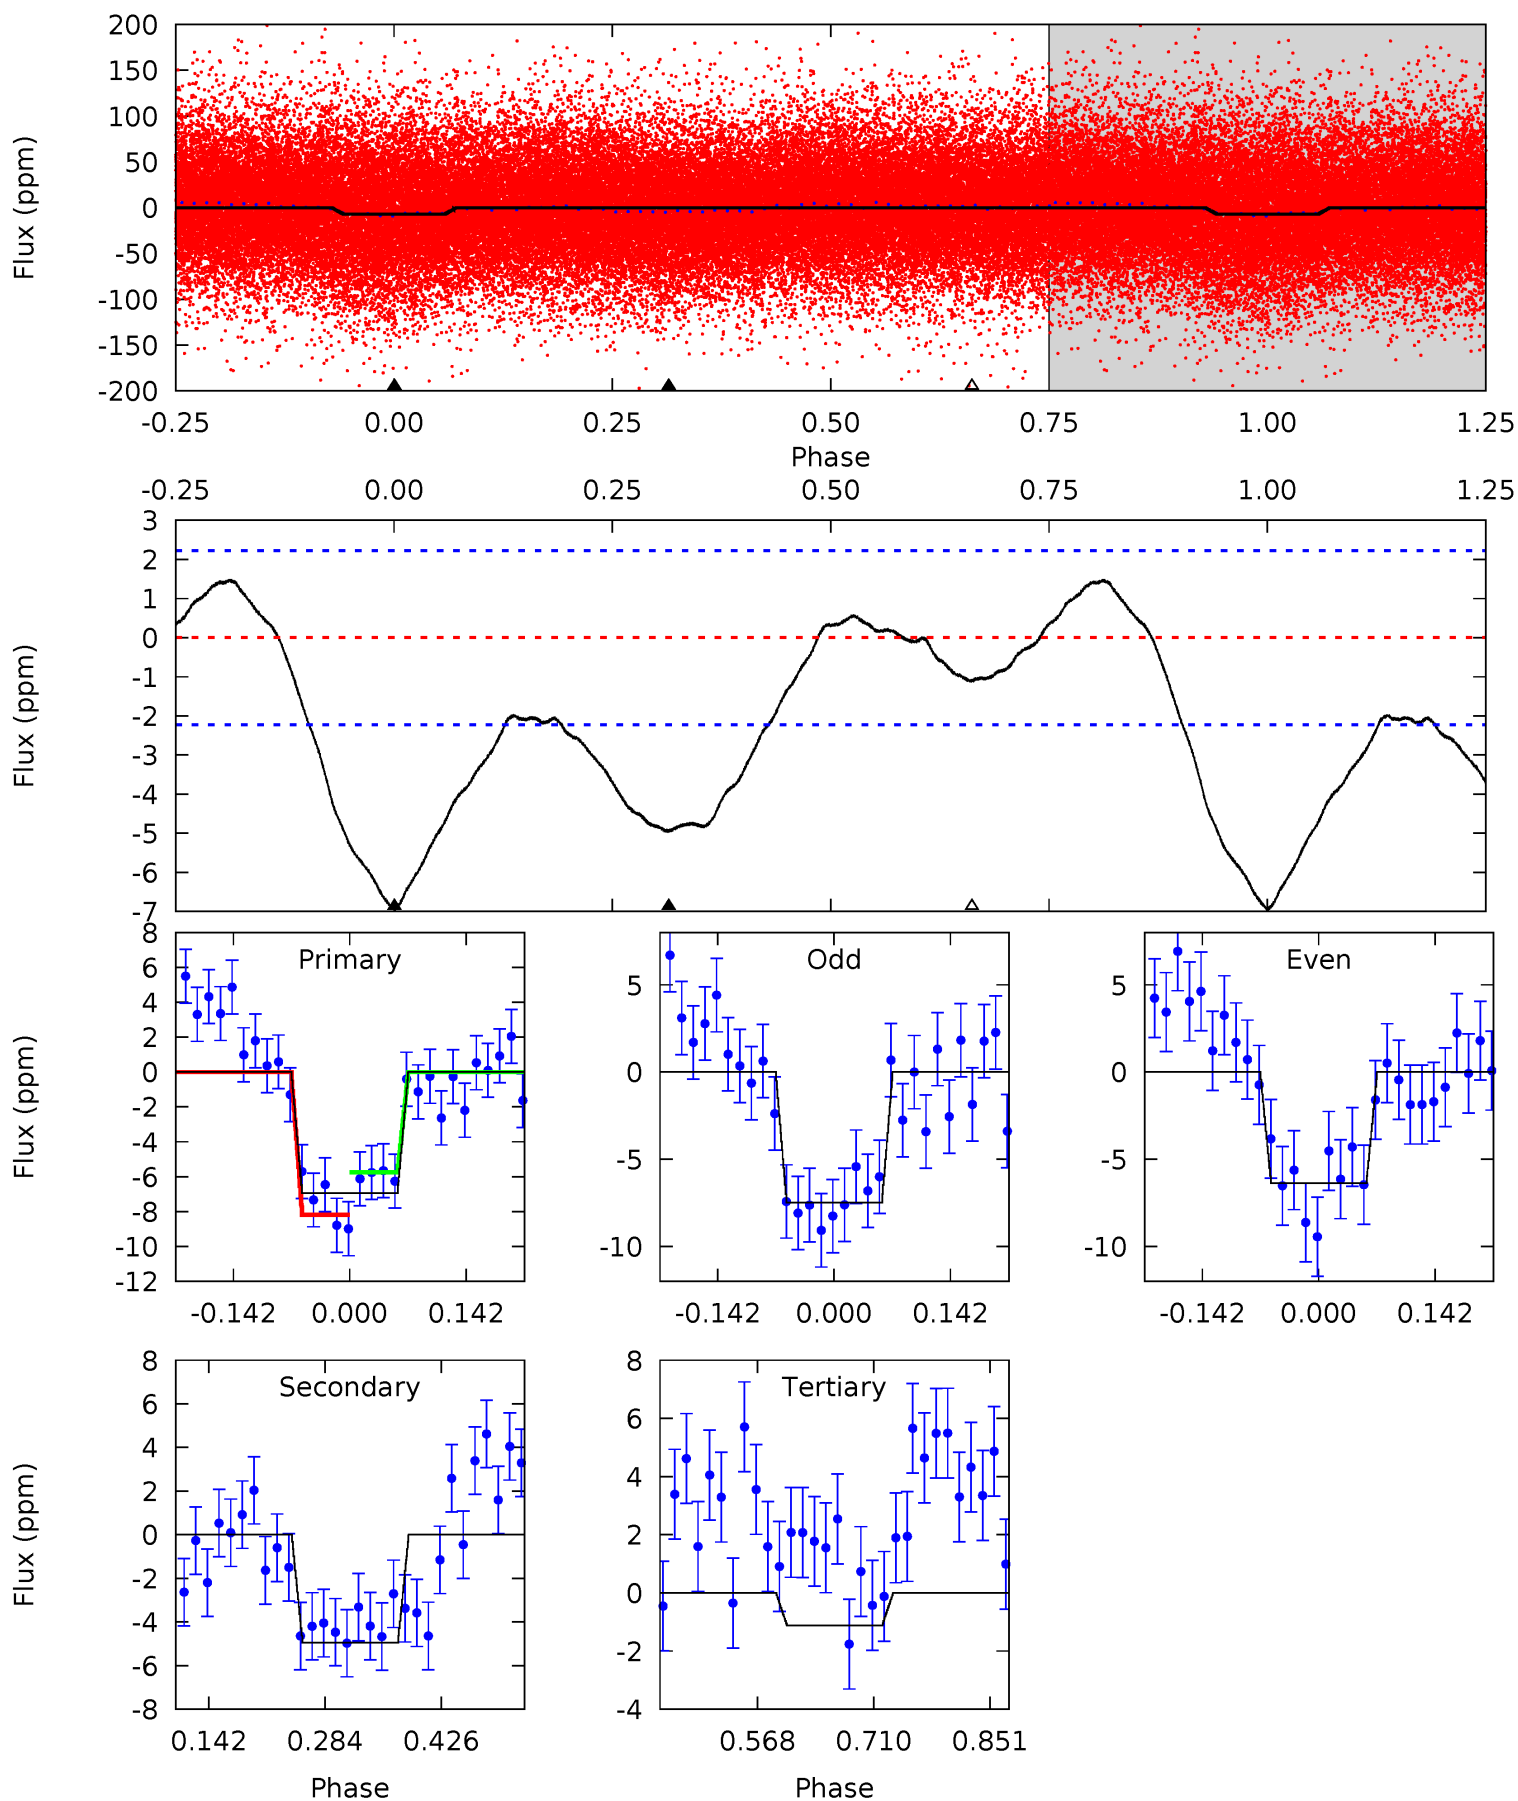 200
150
100
50
0
-50
-100
-150
-200
Flux (ppm)
-0.25 0.00 0.25 0.50 0.75 1.00 1.25
Phase
-0.25 0.00 0.25 0.50 0.75 1.00 1.25
3
2
1
0
-1
-2
-3
-4
-5
-6
-7
Flux (ppm)
Primary
8
6
4
2
0
-2
-4
-6
-8
-10
-12
Flux (ppm)
-0.142 0.000 0.142
Odd
5
0
-5
-10
-0.142 0.000 0.142
Even
5
0
-5
-10
-0.142 0.000 0.142
Secondary
8
6
4
2
0
-2
-4
-6
-8
Flux (ppm)
0.142 0.284 0.426
Phase
Tertiary
8
6
4
2
0
-2
-4
0.568 0.710 0.851
Phase